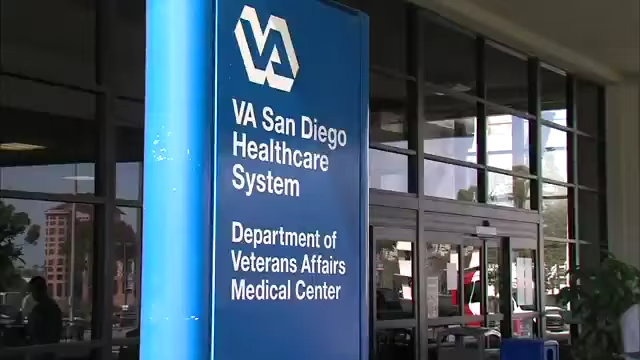 VA
VA San Diego
Healthcare
System
Department of
Veterans Affairs
Medical Center